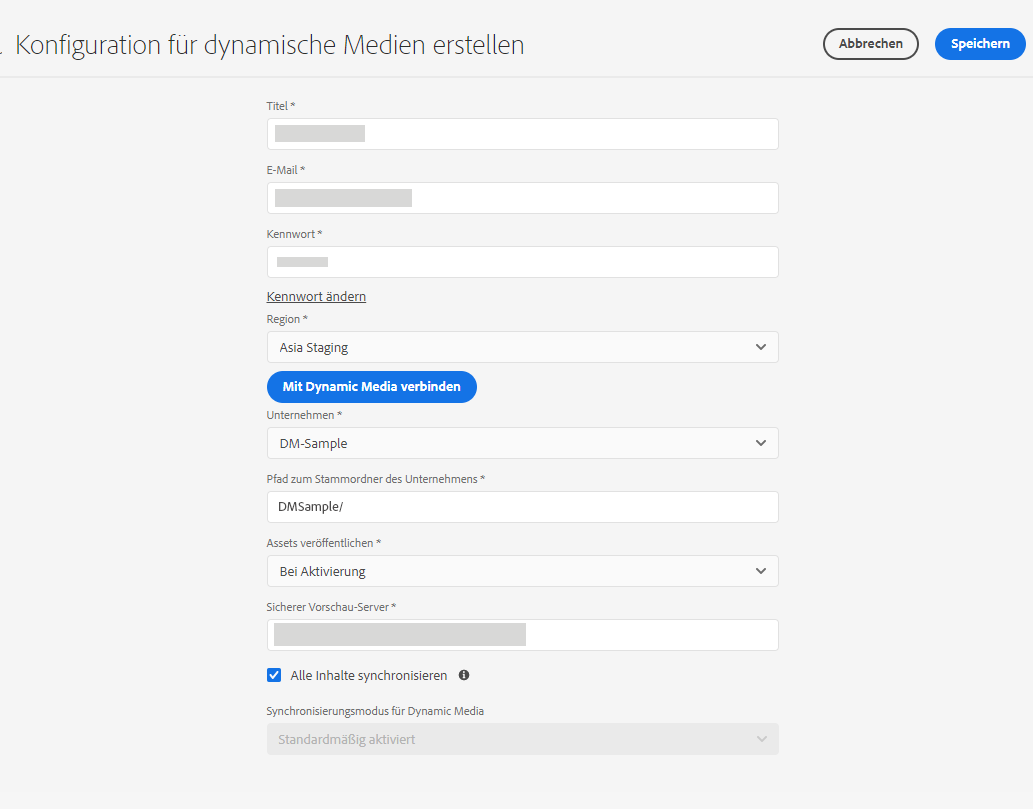 Konfiguration für dynamische Medien erstellen
Abbrechen
Speichern
Titel *
E-Mail *
Kennwort *
Kennwort ändern
Region *
Asia Staging
Mit Dynamic Media verbinden
Unternehmen *
DM-Sample
Pfad zum Stammordner des Unternehmens *
DMSample/
Assets veröffentlichen *
Bei Aktivierung
Sicherer Vorschau-Server *
Alle Inhalte synchronisieren
Synchronisierungsmodus für Dynamic Media
Standardmäßig aktiviert